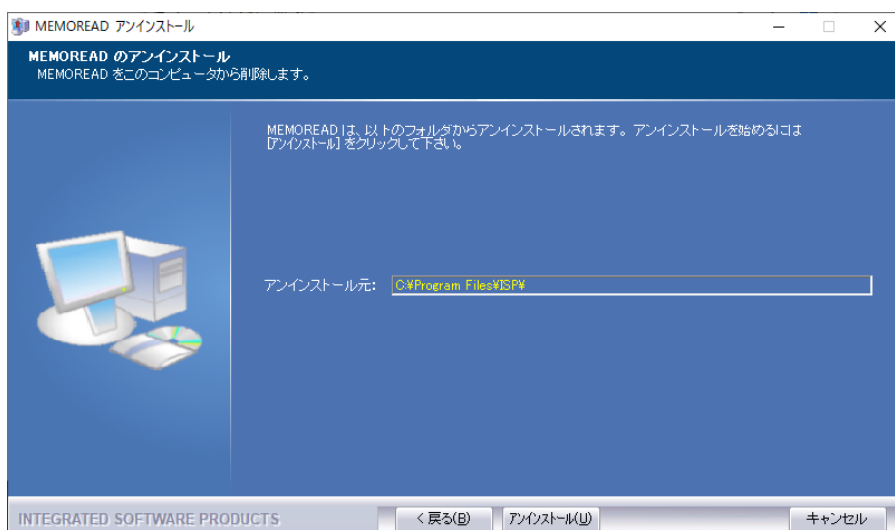 MEMOREAD アンインストール
MEMOREAD のアンインストール
MEMOREAD をこのコンピュータから削除します。
MEMOREAD は、以下のフォルダからアンインストールされます。アンインストールを始めるには
[アンインストール] をクリックして下さい。
アンインストール元: C:¥Program Files¥ISP¥
INTEGRATED SOFTWARE PRODUCTS
< 戻る(B) アンインストール(U) キャンセル